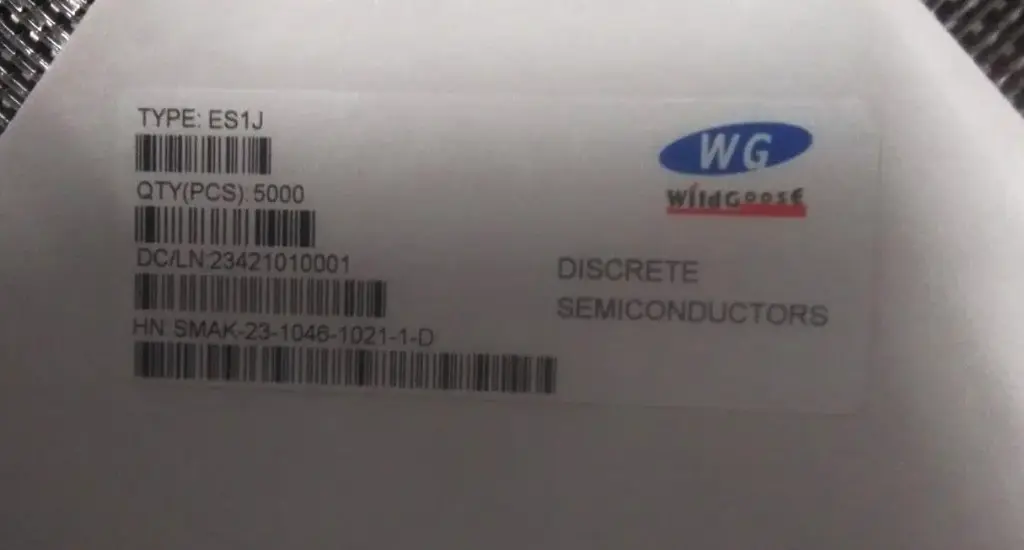 TYPE: ES1J
QTY(PCS): 5000
DC/LN:23421010001
HN SMAK-23-1046-1021-1-D
WG
WildGoose
DISCRETE
SEMICONDUCTORS